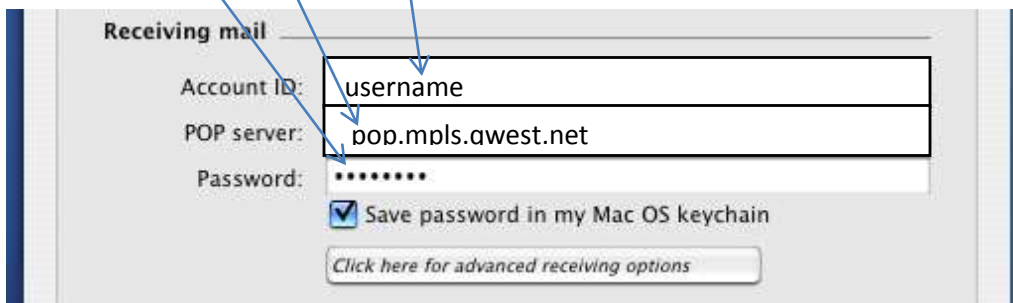 Receiving mail
Account ID: username
POP server: pop.mpls.qwest.net
Password: ••••••••
Save password in my Mac OS keychain
Click here for advanced receiving options